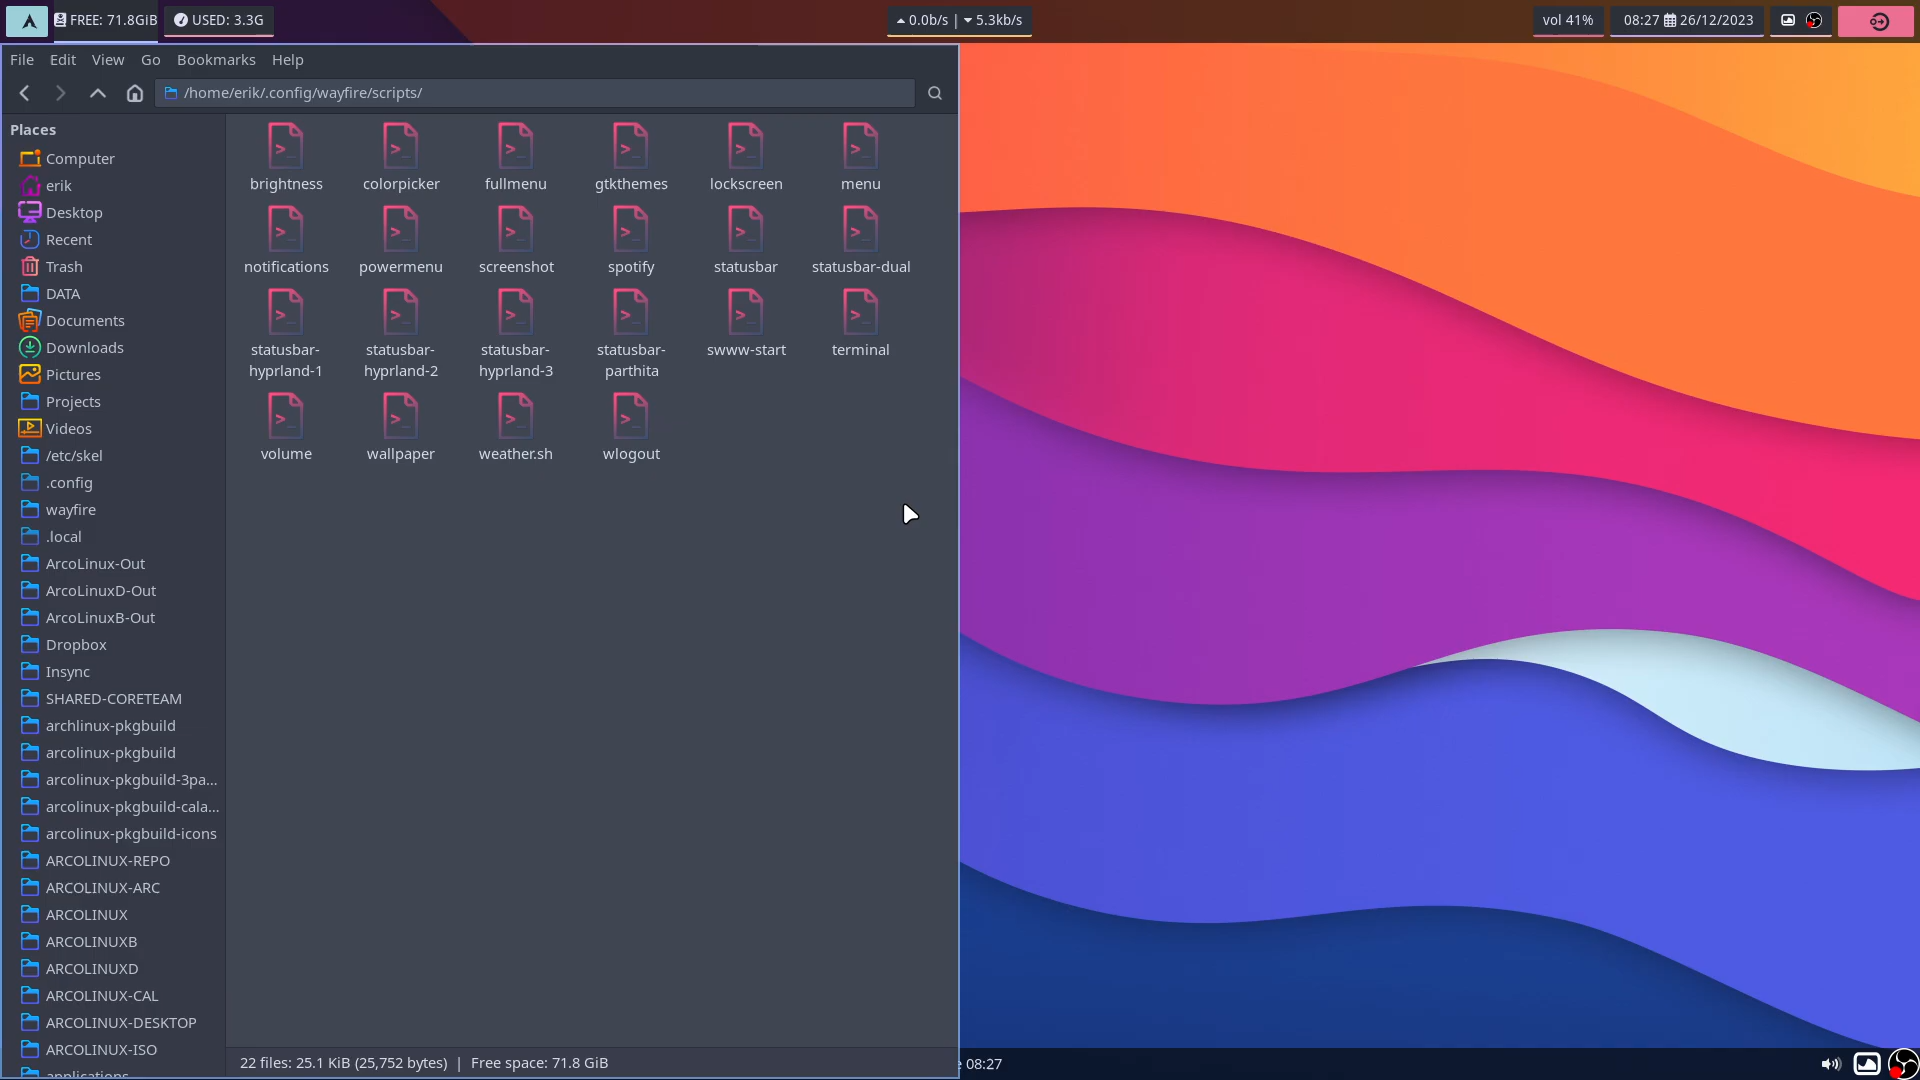 FREE: 71.8GiB
USED: 3.3G
0.0b/s | 5.3kb/s
vol 41%
08:27 26/12/2023
File Edit View Go Bookmarks Help
/home/erik/.config/wayfire/scripts/
Places
Computer
erik
Desktop
Recent
Trash
DATA
Documents
Downloads
Pictures
Projects
Videos
/etc/skel
.config
wayfire
.local
ArcoLinux-Out
ArcoLinuxD-Out
ArcoLinuxB-Out
Dropbox
Insync
SHARED-CORETEAM
archlinux-pkgbuild
arcolinux-pkgbuild
arcolinux-pkgbuild-3pa...
arcolinux-pkgbuild-cala...
arcolinux-pkgbuild-icons
ARCOLINUX-REPO
ARCOLINUX-ARC
ARCOLINUX
ARCOLINUXB
ARCOLINUXD
ARCOLINUX-CAL
ARCOLINUX-DESKTOP
ARCOLINUX-ISO
applications
brightness colorpicker fullmenu gtkthemes lockscreen menu
notifications powermenu screenshot spotify statusbar statusbar-dual
statusbar- statusbar- statusbar- statusbar- swww-start terminal
hyprland-1 hyprland-2 hyprland-3 parthita
volume wallpaper weather.sh wlogout
22 files: 25.1 KiB (25,752 bytes) | Free space: 71.8 GiB
08:27